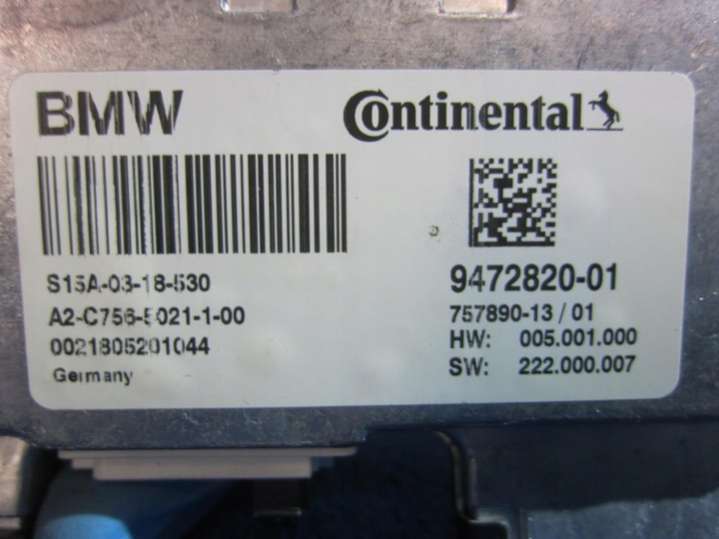 BMW
Continental
S15A-03-18-530
A2-C756-5021-1-00
0021805201044
Germany
9472820-01
757890-13 / 01
HW: 005.001.000
SW: 222.000.007